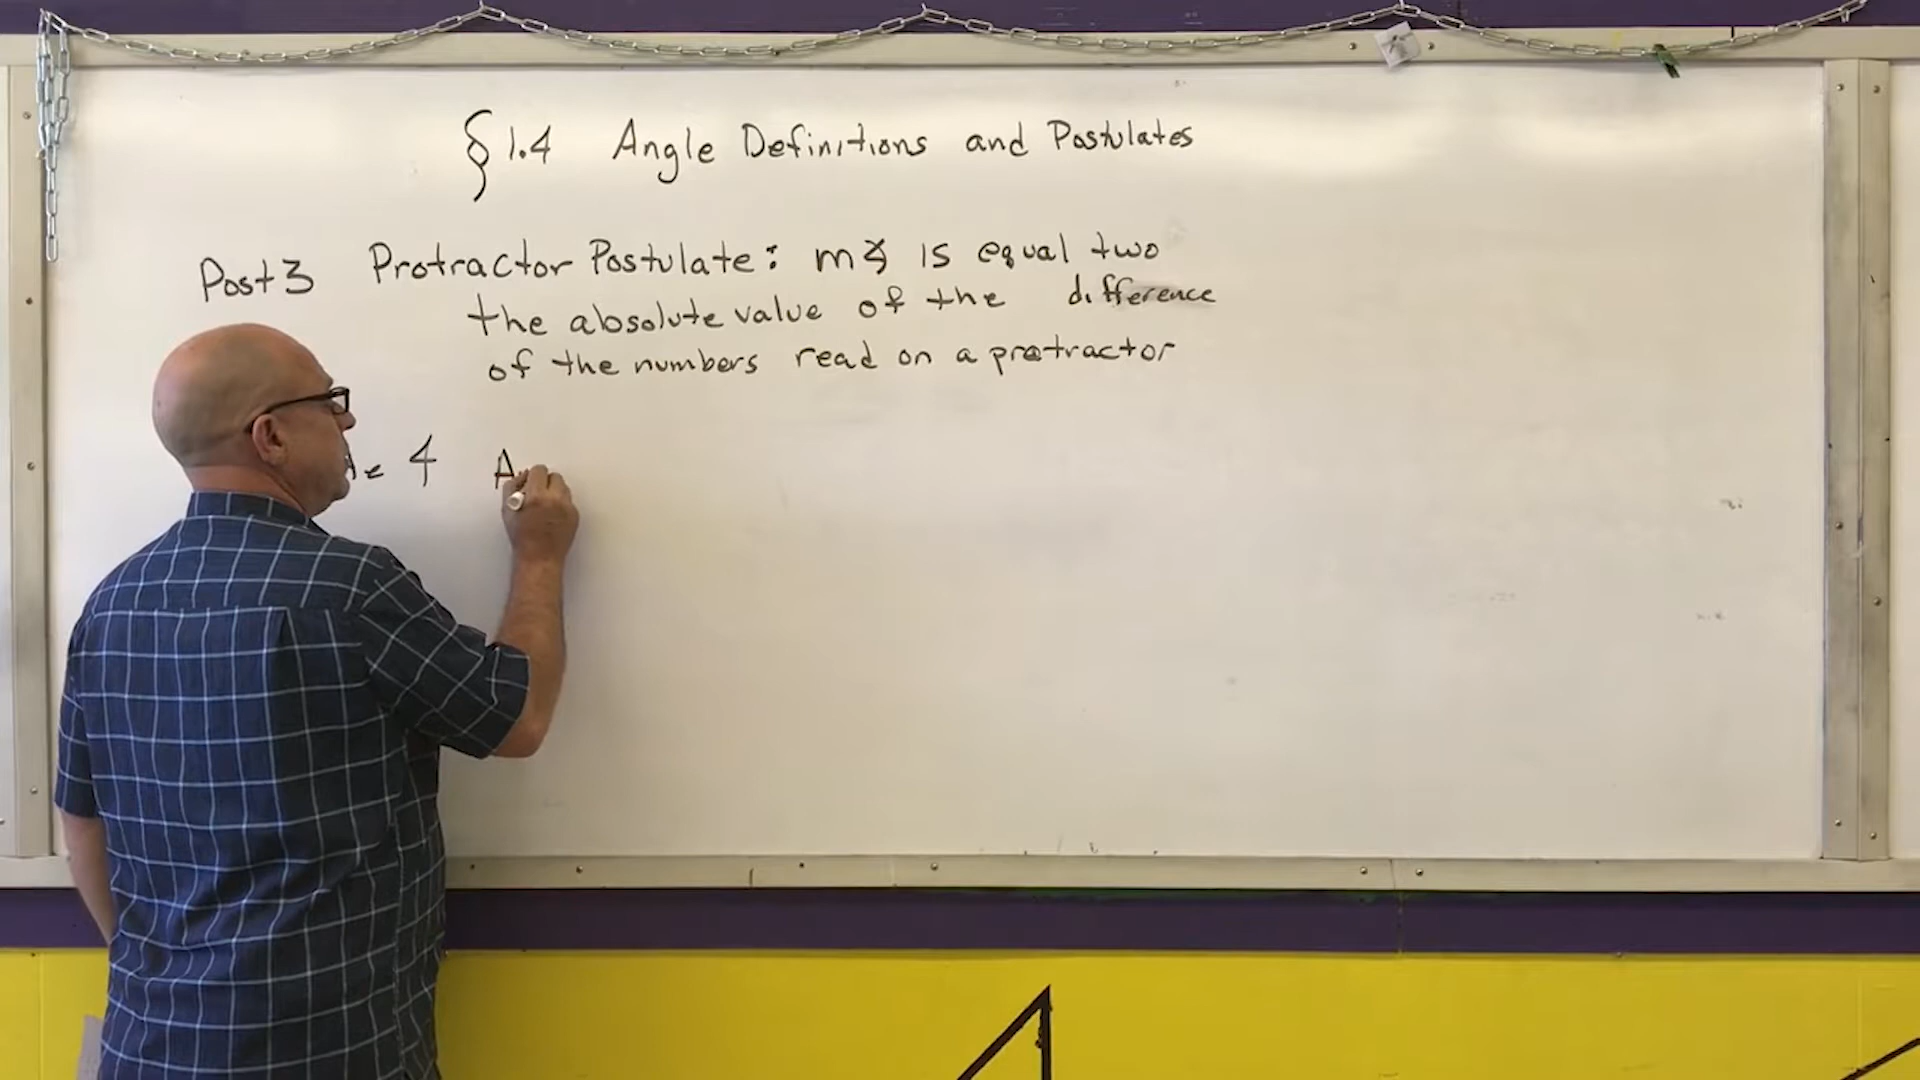 § 1.4 Angle Definitions and Postulates
Post 3 Protractor Postulate: m∢ is equal two
the absolute value of the difference
of the numbers read on a protractor
4 A